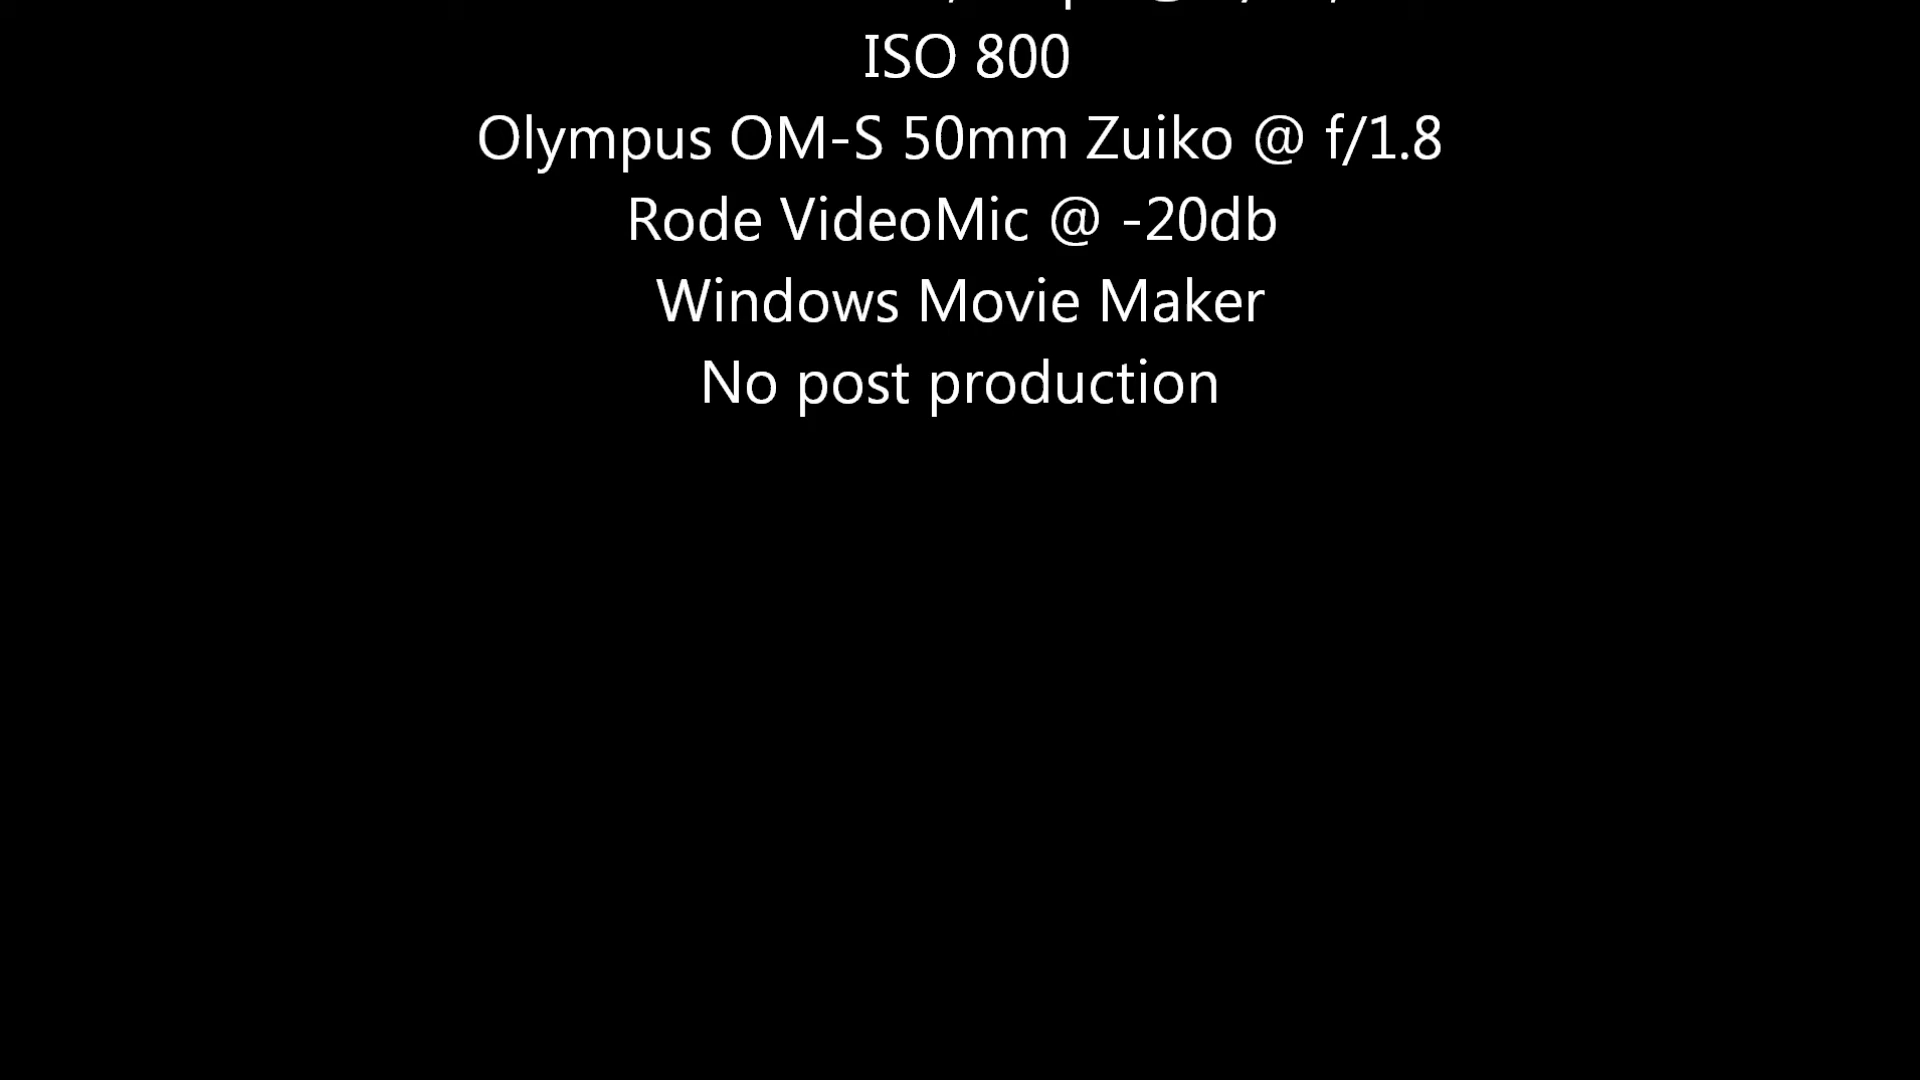 ISO 800
Olympus OM-S 50mm Zuiko @ f/1.8
Rode VideoMic @ -20db
Windows Movie Maker
No post production